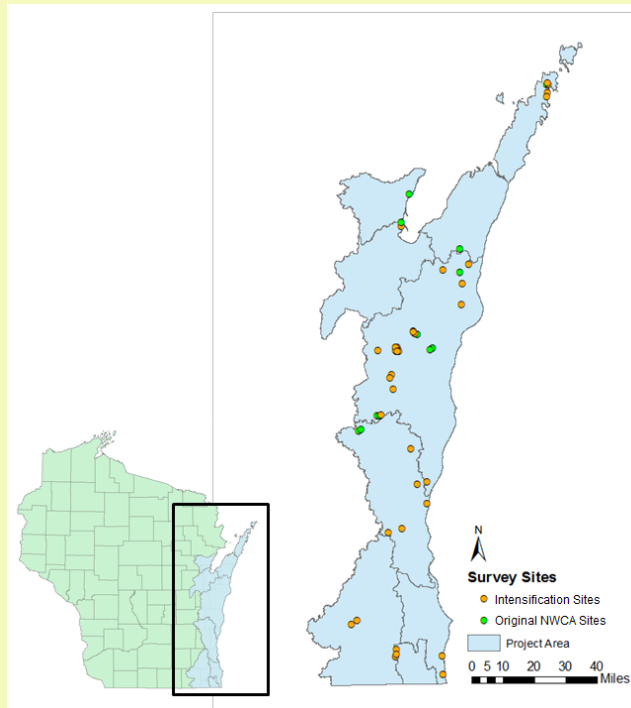 N
Survey Sites
Intensification Sites
Original NWCA Sites
Project Area
0 5 10 20 30 40
Miles